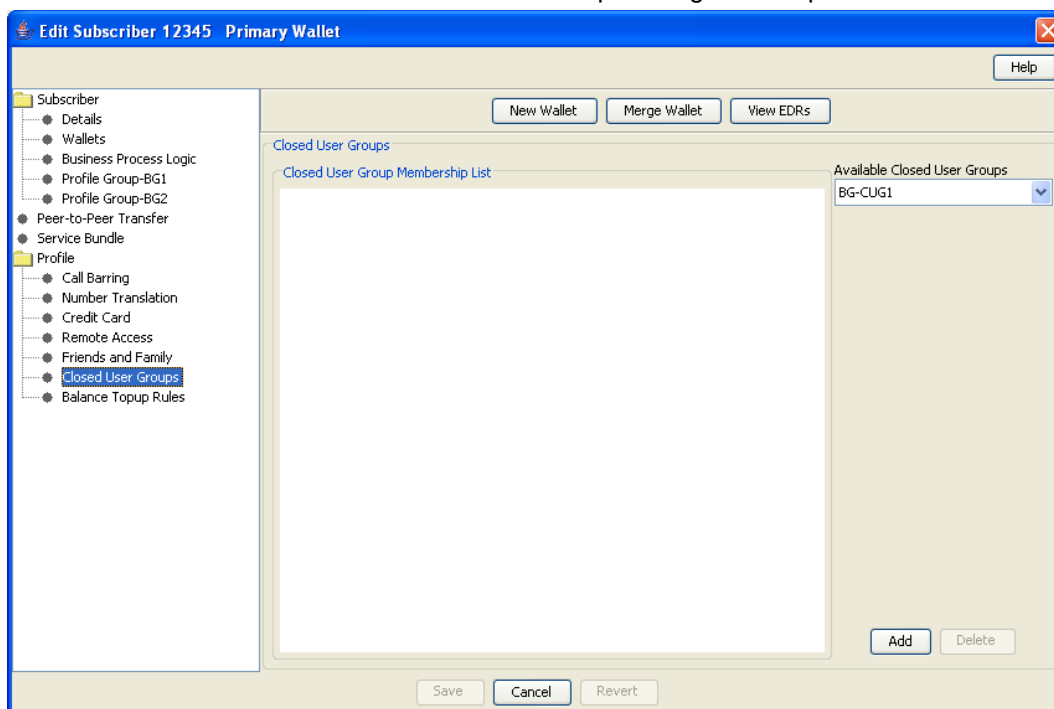 Edit Subscriber 12345 Primary Wallet
Help
Subscriber
Details
Wallets
Business Process Logic
Profile Group-BG1
Profile Group-BG2
Peer-to-Peer Transfer
Service Bundle
Profile
Call Barring
Number Translation
Credit Card
Remote Access
Friends and Family
Closed User Groups
Balance Topup Rules
New Wallet Merge Wallet View EDRs
Closed User Groups
Closed User Group Membership List
Available Closed User Groups
BG-CUG1
Add Delete
Save Cancel Revert